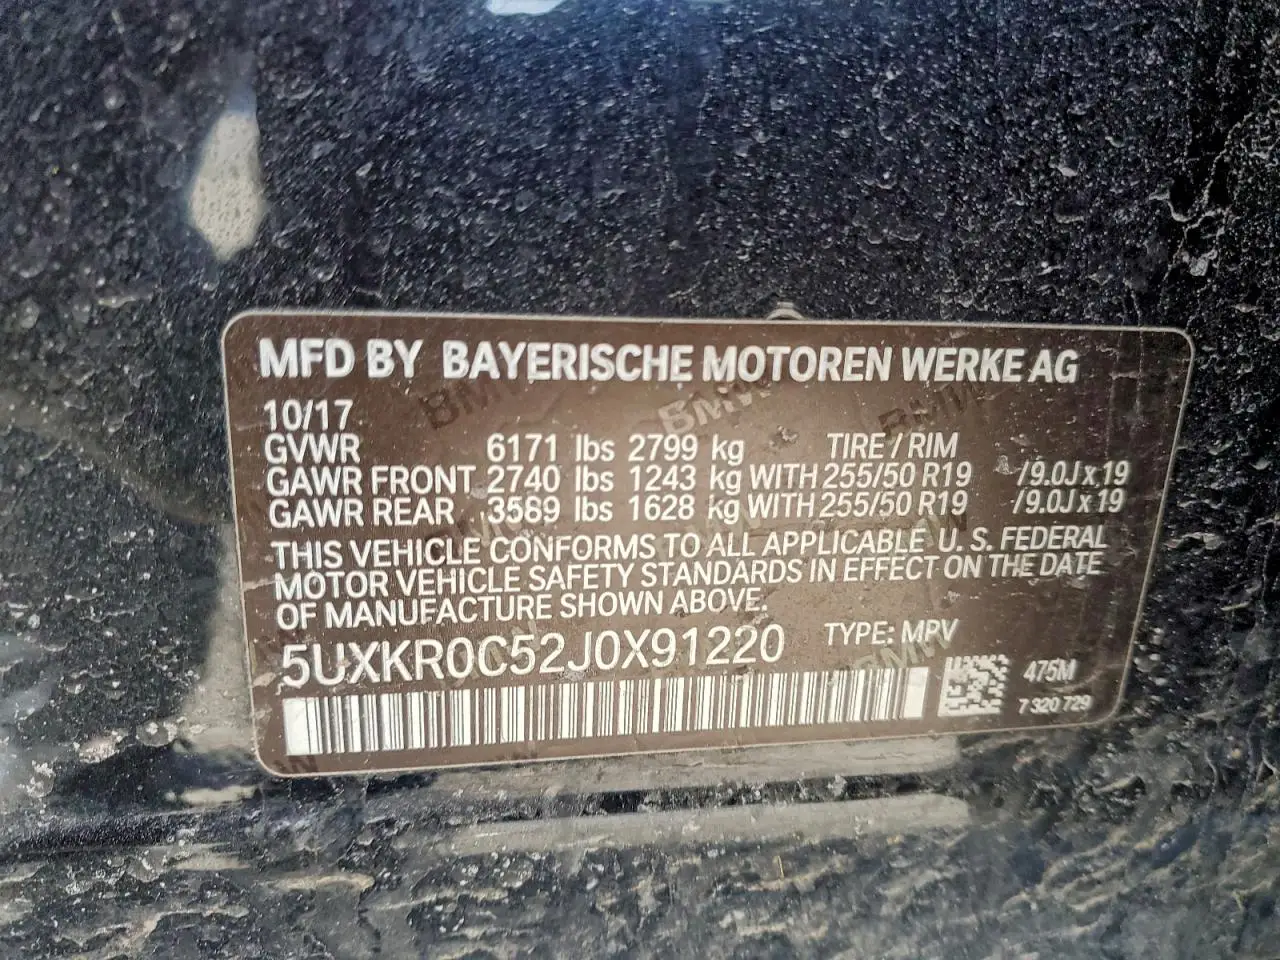 MFD BY BAYERISCHE MOTOREN WERKE AG
10/17
GVWR 6171 lbs 2799 kg TIRE / RIM
GAWR FRONT 2740 lbs 1243 kg WITH 255/50 R19 /9.0J x 19
GAWR REAR 3589 lbs 1628 kg WITH 255/50 R19 /9.0J x 19
THIS VEHICLE CONFORMS TO ALL APPLICABLE U. S. FEDERAL
MOTOR VEHICLE SAFETY STANDARDS IN EFFECT ON THE DATE
OF MANUFACTURE SHOWN ABOVE.
5UXKR0C52J0X91220 TYPE: MPV
475M
7 320 729